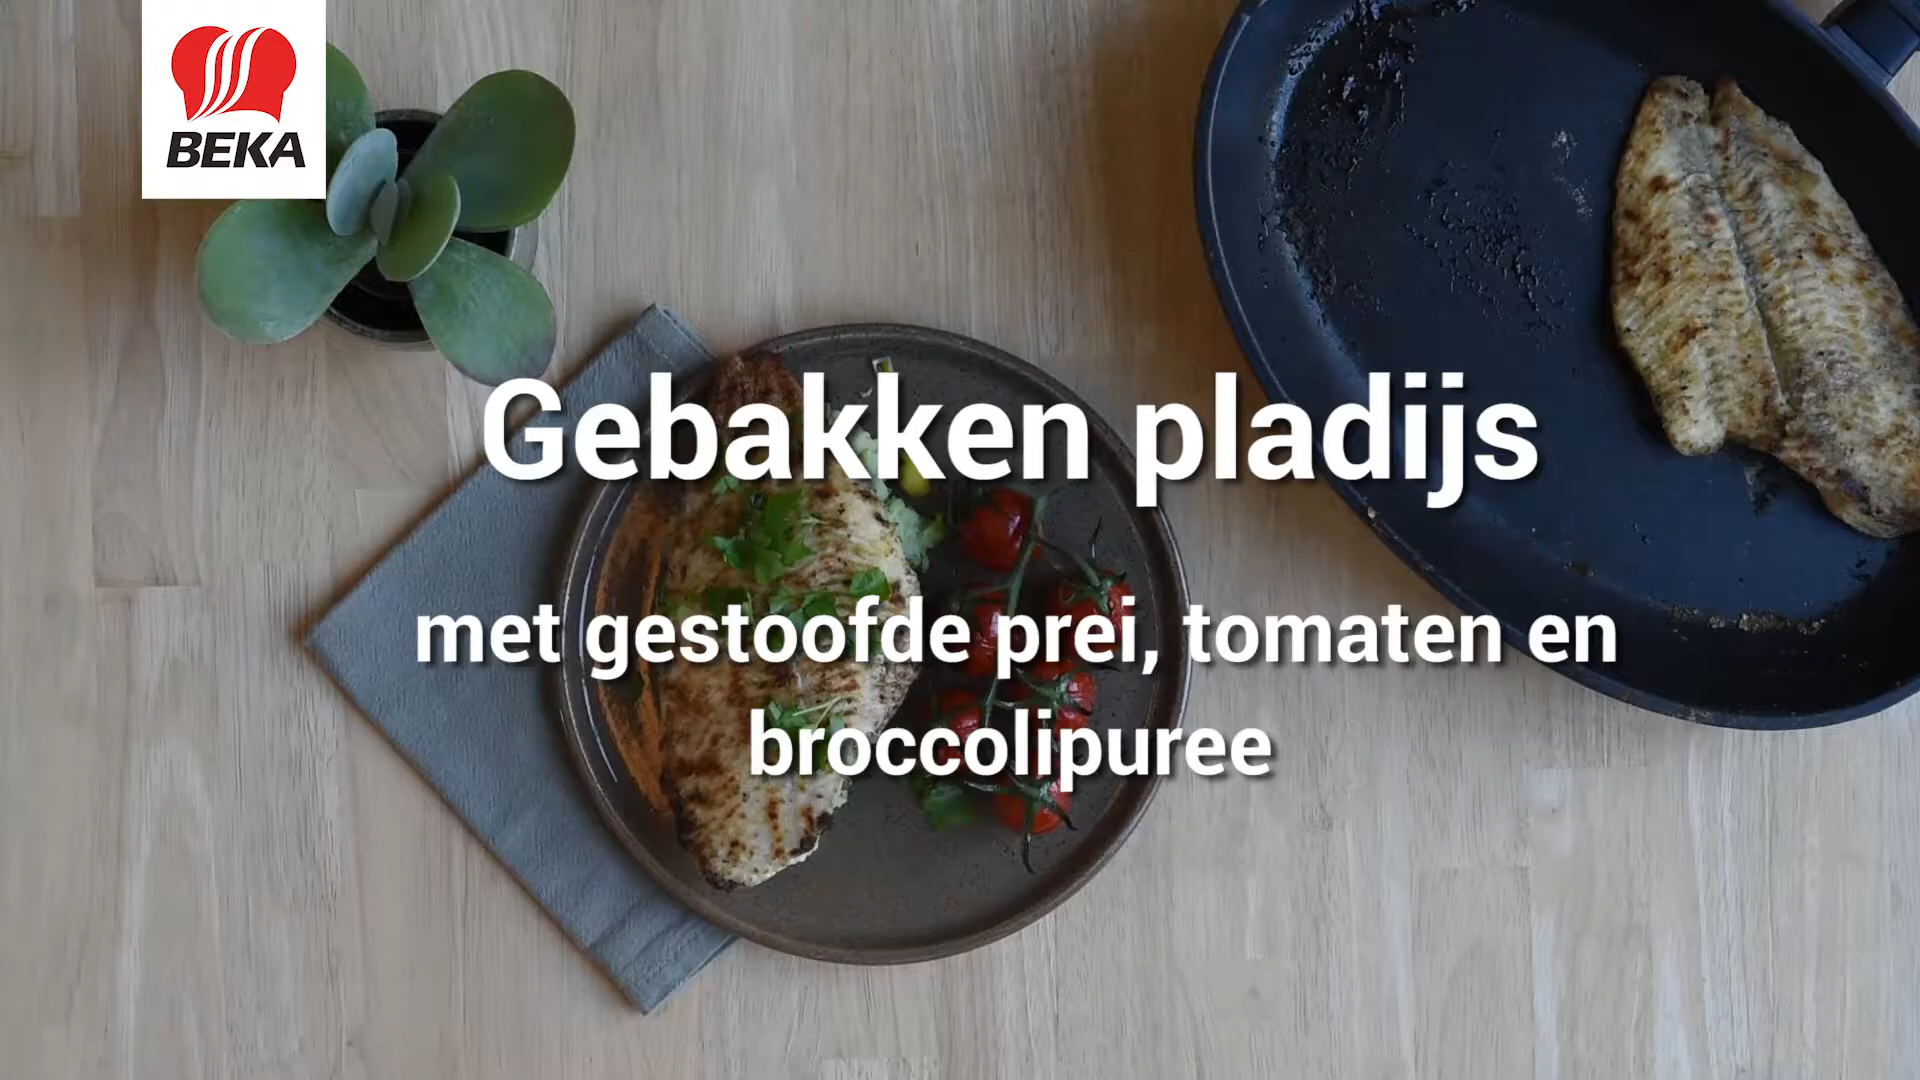 BEKA
Gebakken pladijs
met gestoofde prei, tomaten en
broccolipuree